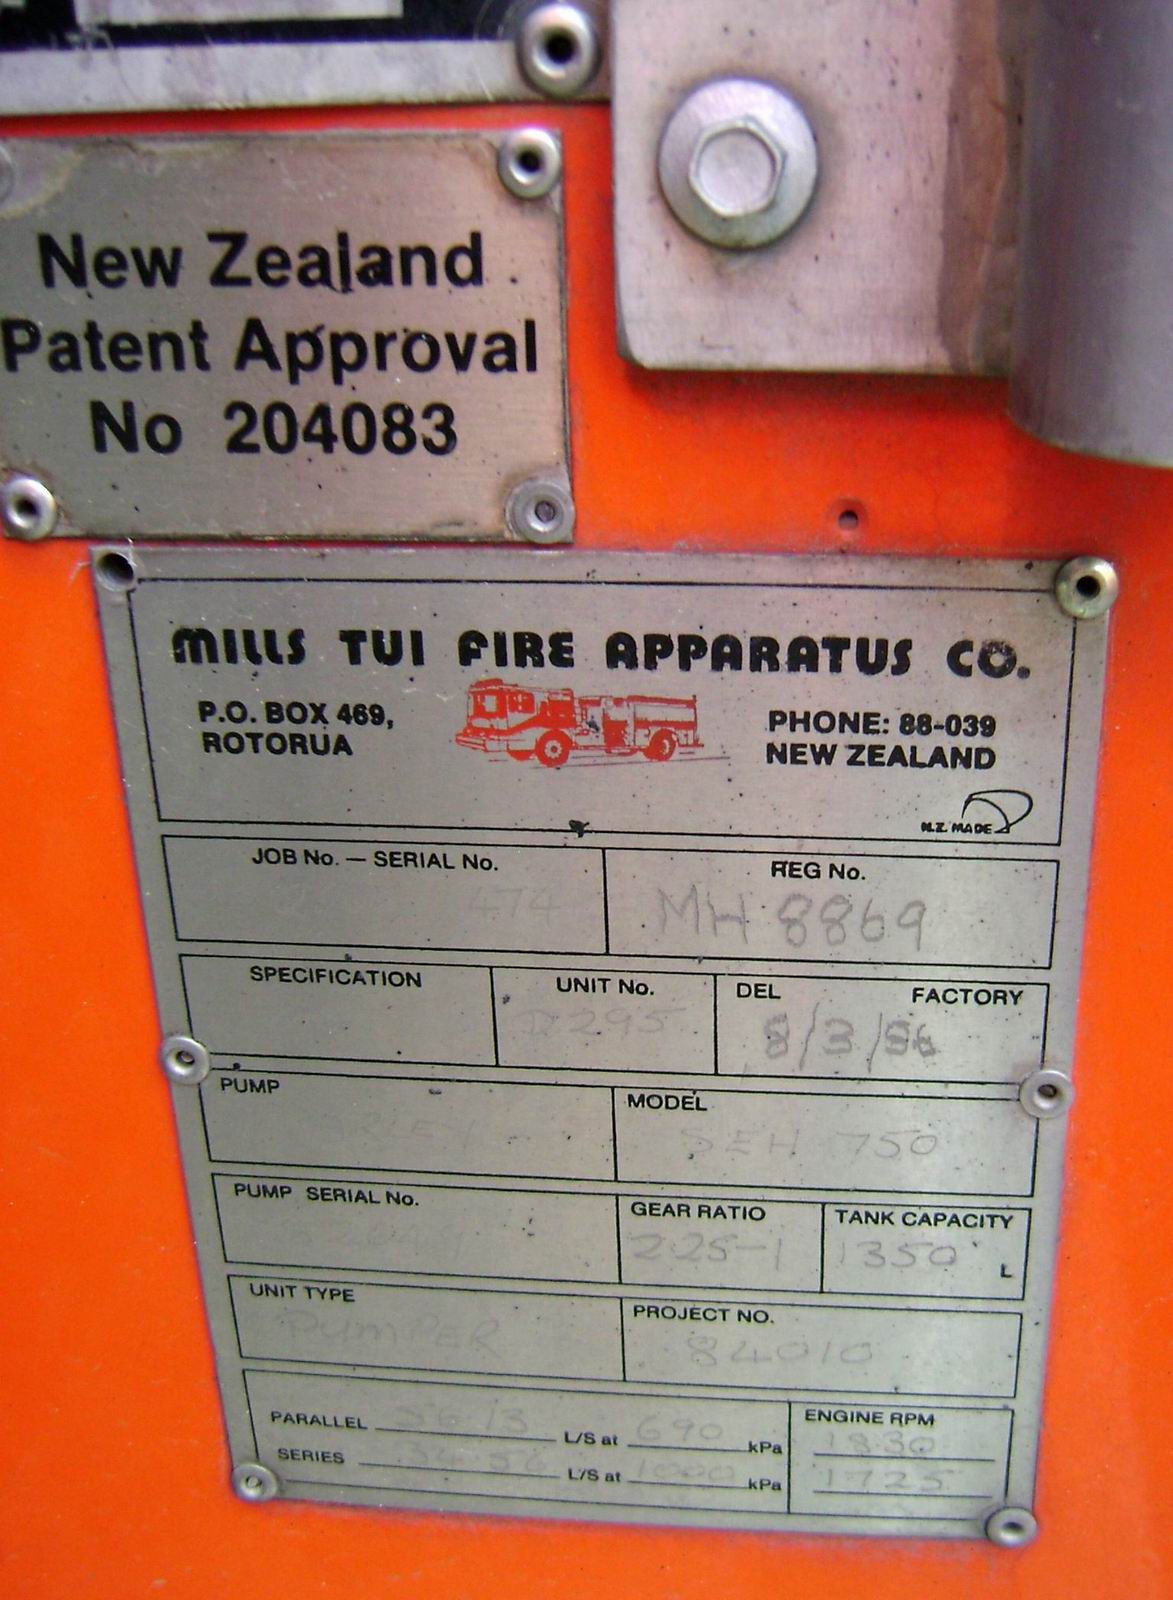 New Zealand
Patent Approval
No 204083
MILLS TUI FIRE APPARATUS CO.
P.O. BOX 469,
ROTORUA
PHONE: 88-039
NEW ZEALAND
N.Z. MADE
JOB No. — SERIAL No.
474
REG No.
MH 8869
SPECIFICATION
UNIT No.
D295
DEL FACTORY
8/3/86
PUMP
MODEL
SEH 750
PUMP SERIAL No.
GEAR RATIO
2.25-1
TANK CAPACITY
1350 L
UNIT TYPE
PUMPER
PROJECT NO.
84010
PARALLEL L/S at 690 kPa
SERIES L/S at 1000 kPa
ENGINE RPM
1830
1725